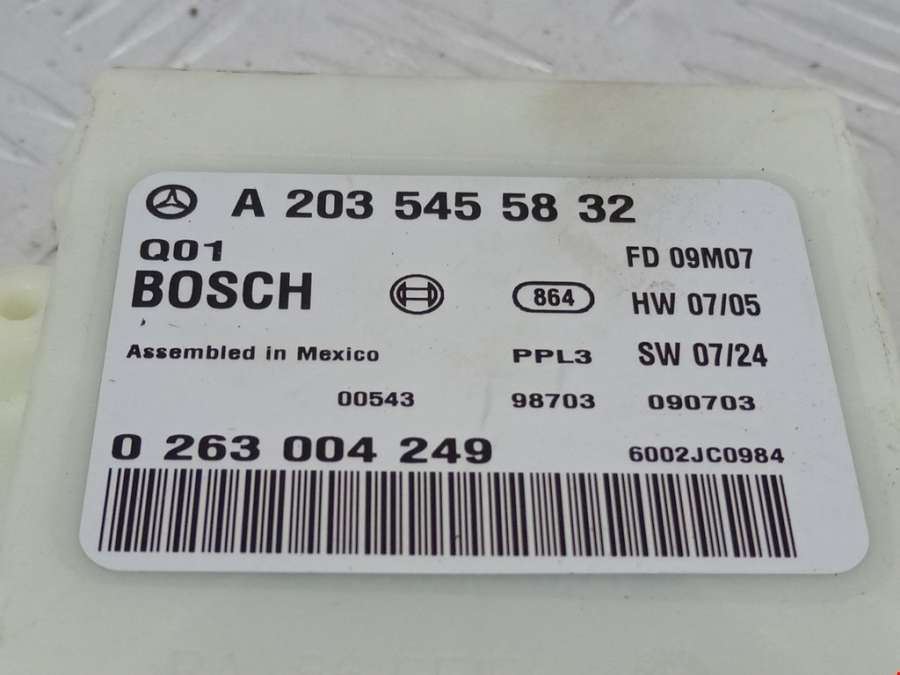 A 203 545 58 32
Q01
FD 09M07
BOSCH
864
HW 07/05
Assembled in Mexico
PPL3
SW 07/24
00543
98703
090703
0 263 004 249
6002JC0984